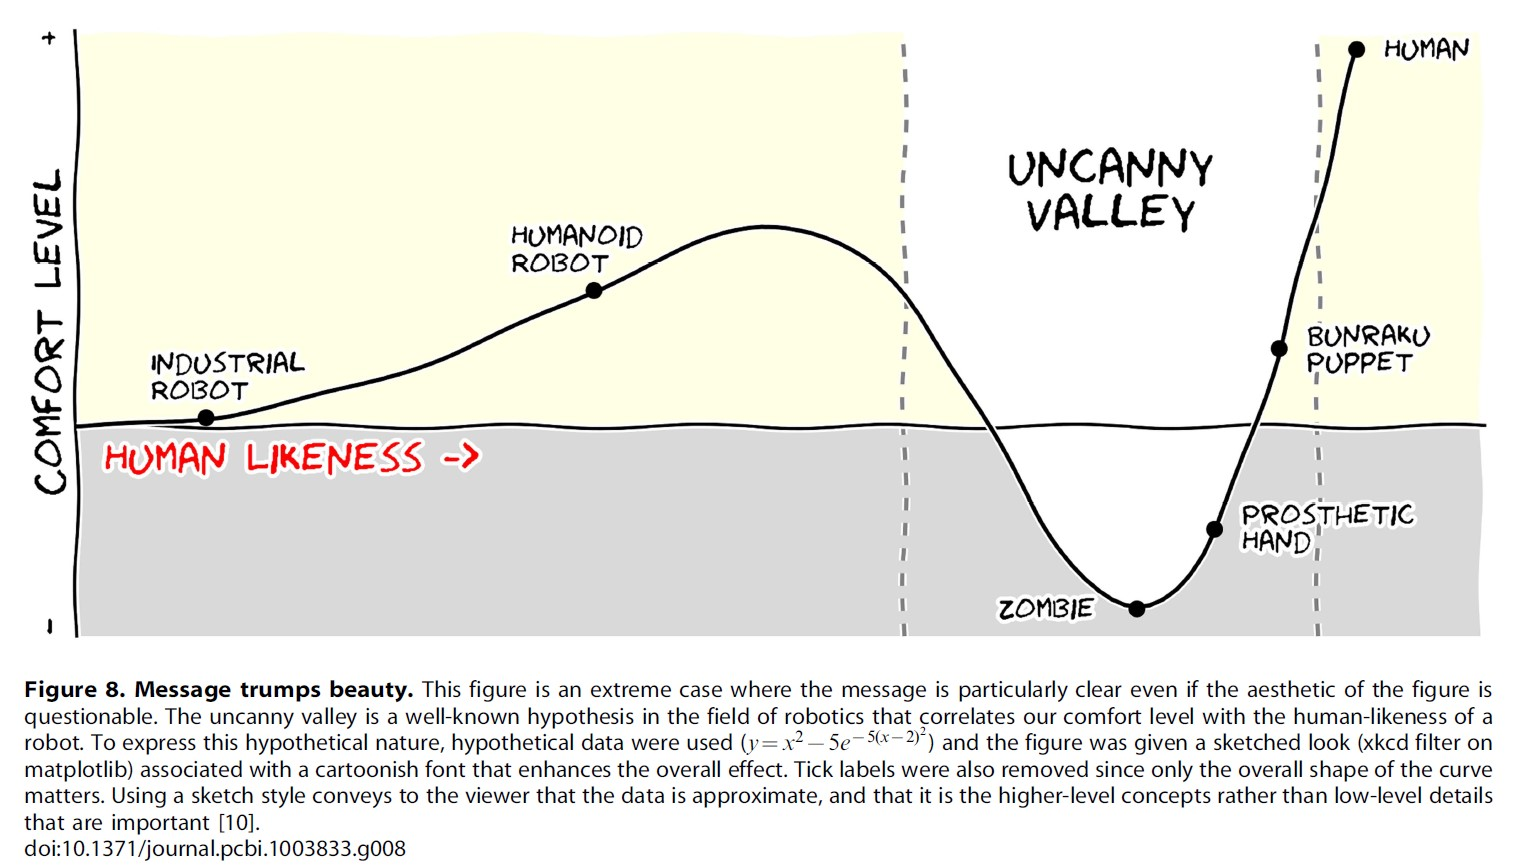 +
HUMAN
UNCANNY
VALLEY
HUMANOID
ROBOT
COMFORT LEVEL
BUNRAKU
PUPPET
INDUSTRIAL
ROBOT
HUMAN LIKENESS ->
PROSTHETIC
HAND
ZOMBIE
-
Figure 8. Message trumps beauty. This figure is an extreme case where the message is particularly clear even if the aesthetic of the figure is
questionable. The uncanny valley is a well-known hypothesis in the field of robotics that correlates our comfort level with the human-likeness of a
robot. To express this hypothetical nature, hypothetical data were used (y=x²−5e^{−5(x−2)²}) and the figure was given a sketched look (xkcd filter on
matplotlib) associated with a cartoonish font that enhances the overall effect. Tick labels were also removed since only the overall shape of the curve
matters. Using a sketch style conveys to the viewer that the data is approximate, and that it is the higher-level concepts rather than low-level details
that are important [10].
doi:10.1371/journal.pcbi.1003833.g008